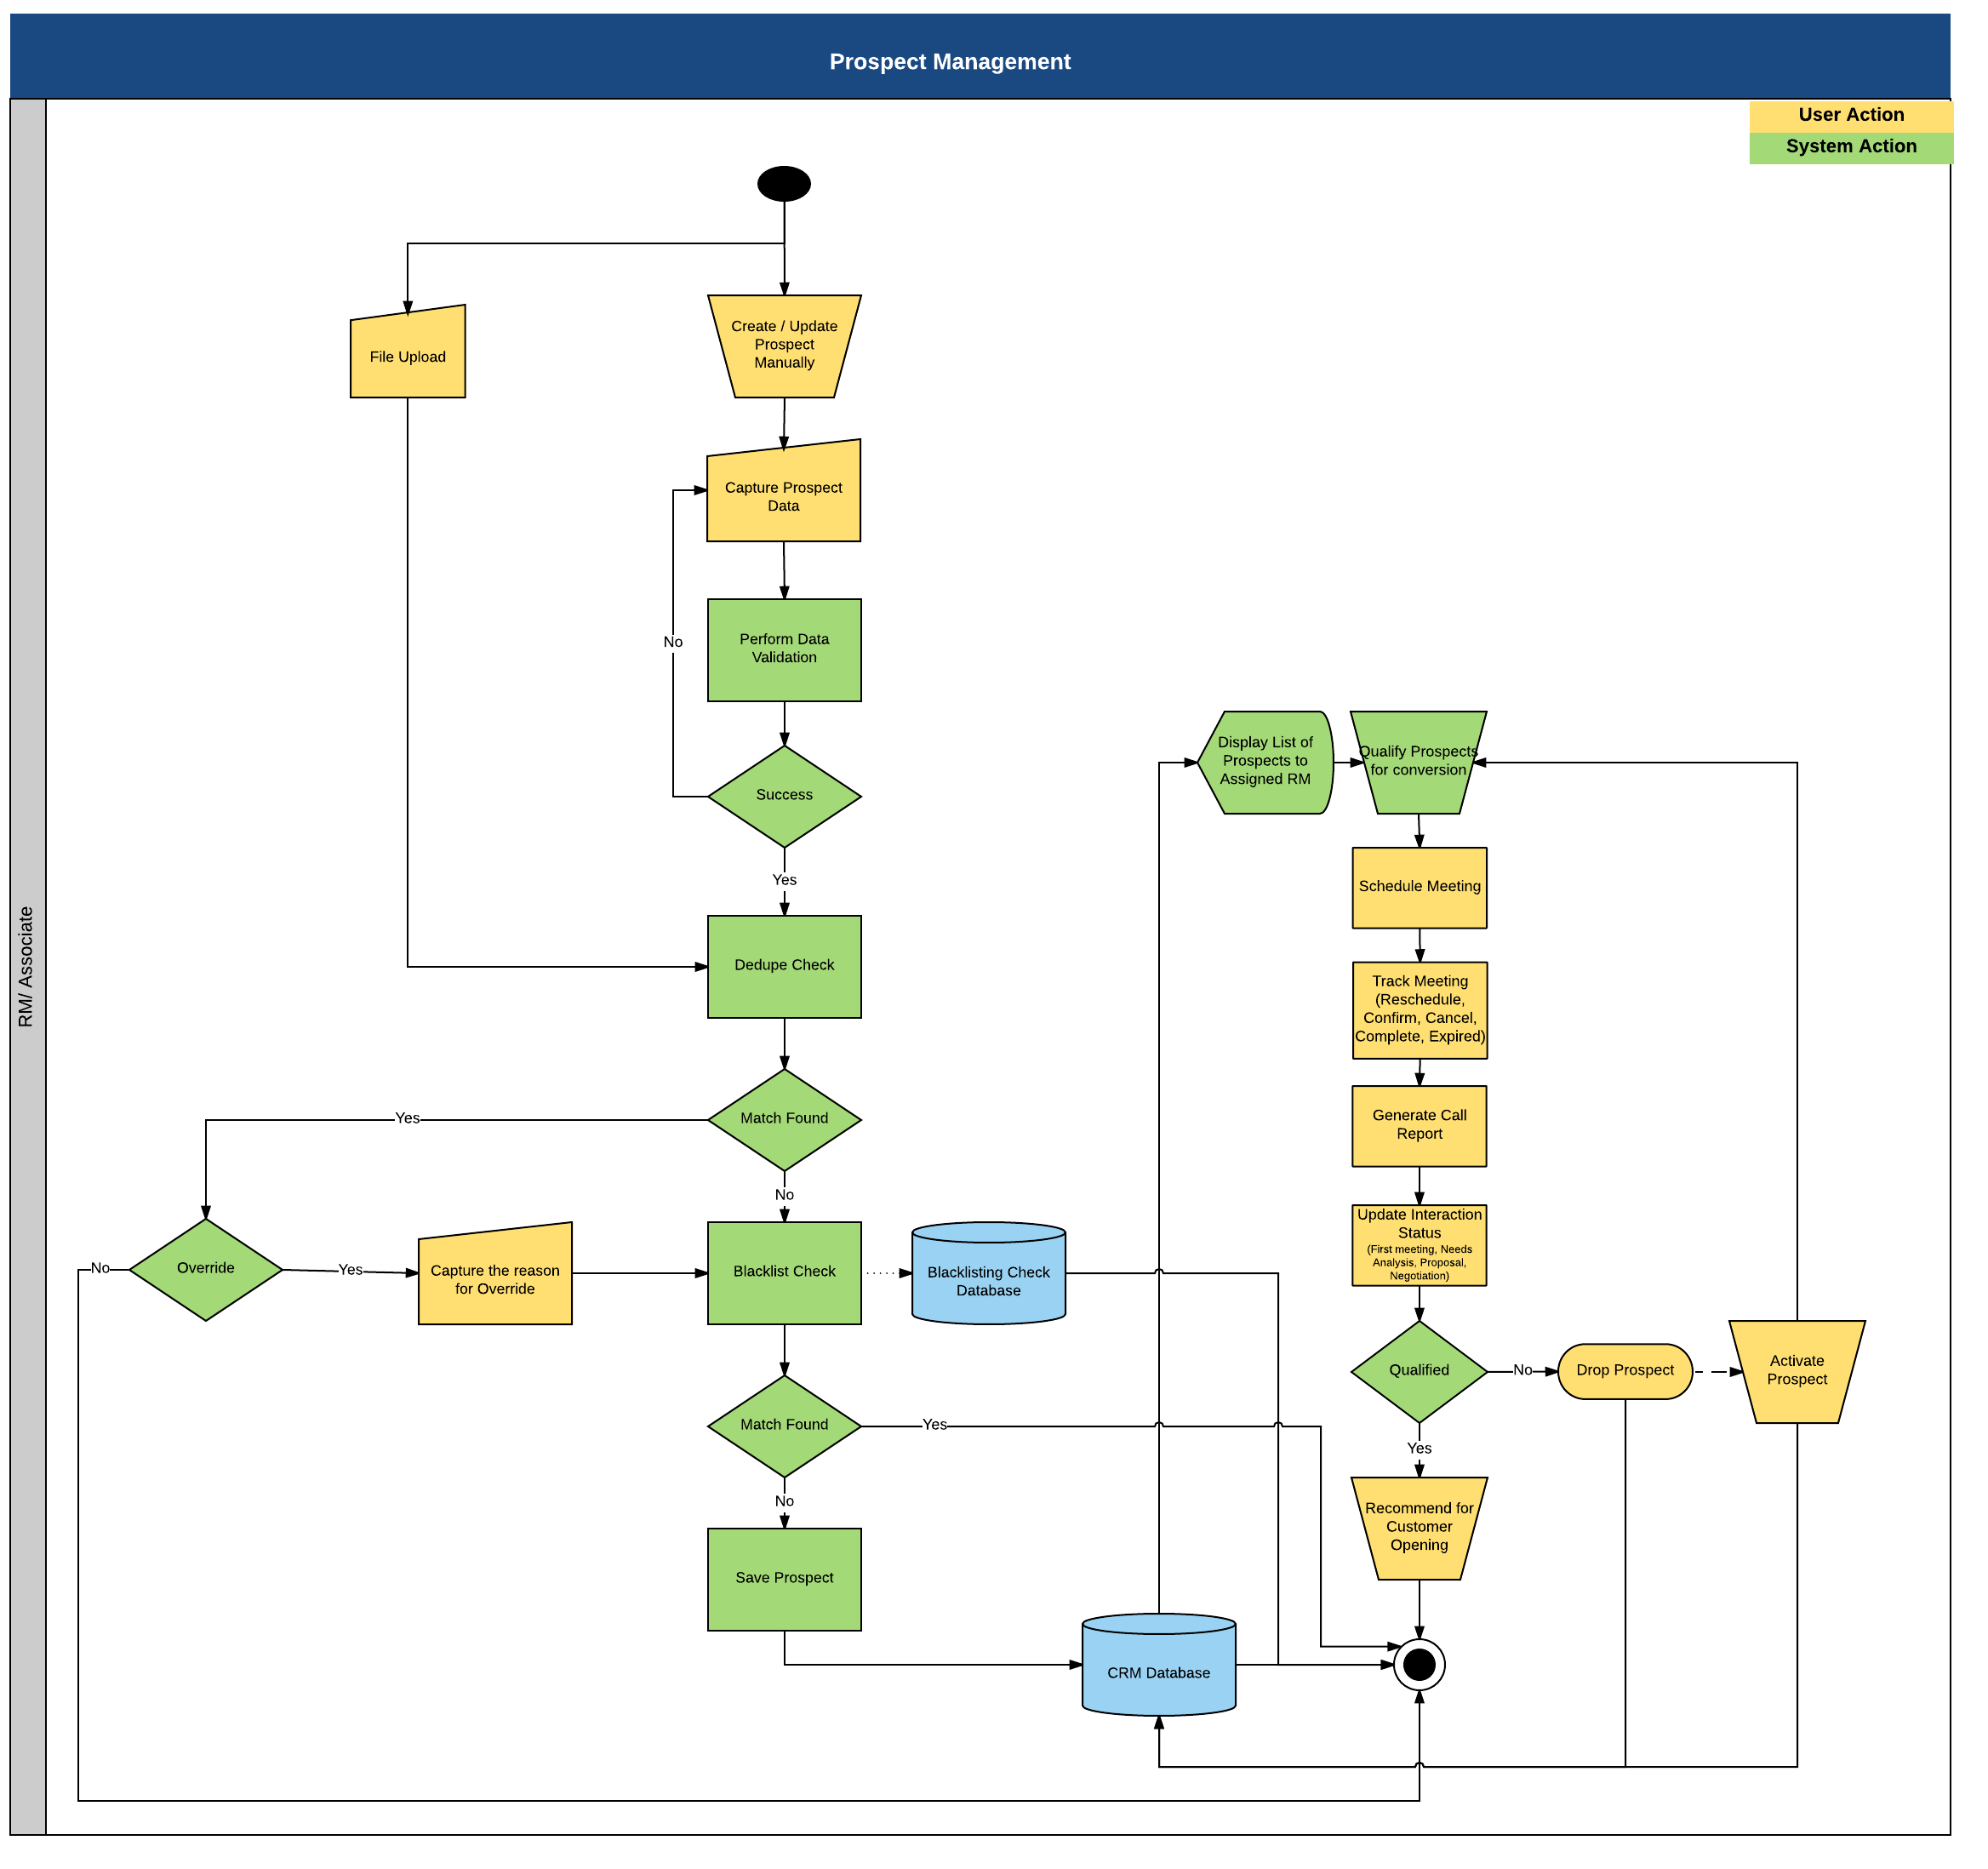 Prospect Management
User Action
System Action
RM/ Associate
File Upload
Create / Update
Prospect
Manually
Capture Prospect
Data
Perform Data
Validation
No
Success
Yes
Dedupe Check
Match Found
Yes
No
Override
No
Yes
Capture the reason
for Override
Blacklist Check
Blacklisting Check
Database
Match Found
Yes
No
Save Prospect
CRM Database
Display List of
Prospects to
Assigned RM
Qualify Prospects
for conversion
Schedule Meeting
Track Meeting
(Reschedule,
Confirm, Cancel,
Complete, Expired)
Generate Call
Report
Update Interaction
Status
(First meeting, Needs
Analysis, Proposal,
Negotiation)
Qualified
No
Drop Prospect
Activate
Prospect
Yes
Recommend for
Customer
Opening